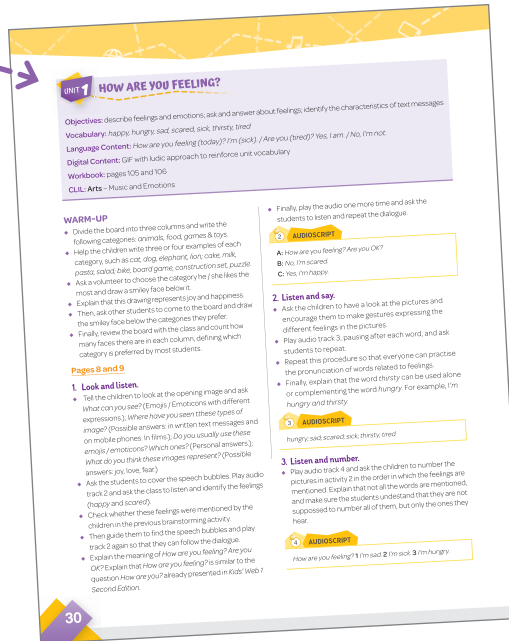 UNIT 1 HOW ARE YOU FEELING?
Objectives: describe feelings and emotions; ask and answer about feelings; identify the characteristics of text messages
Vocabulary: happy, hungry, sad, scared, sick, thirsty, tired
Language Content: How are you feeling (today)? I'm (sick). / Are you (tired)? Yes, I am. / No, I'm not.
Digital Content: GIF with ludic approach to reinforce unit vocabulary
Workbook: pages 105 and 106
CLIL: Arts – Music and Emotions
WARM-UP
Divide the board into three columns and write the
following categories: animals, food, games & toys.
Help the children write three or four examples of each
category, such as cat, dog, elephant, lion; cake, milk,
pasta, salad; bike, board game, construction set, puzzle.
Ask a volunteer to choose the category he / she likes the
most and draw a smiley face below it.
Explain that this drawing represents joy and happiness.
Then, ask other students to come to the board and draw
the smiley face below the categories they prefer.
Finally, review the board with the class and count how
many faces there are in each column, defining which
category is preferred by most students.
Pages 8 and 9
1. Look and listen.
Tell the children to look at the opening image and ask
What can you see? (Emojis / Emoticons with different
expressions.); Where have you seen tthese types of
image? (Possible answers: in written text messages and
on mobile phones. In films.); Do you usually use these
emojis / emoticons? Which ones? (Personal answers.);
What do you think these images represent? (Possible
answers: joy, love, fear.)
Ask the students to cover the speech bubbles. Play audio
track 2 and ask the class to listen and identify the feelings
(happy and scared).
Check whether these feelings were mentioned by the
children in the previous brainstorming activity.
Then guide them to find the speech bubbles and play
track 2 again so that they can follow the dialogue.
Explain the meaning of How are you feeling? Are you
OK? Explain that How are you feeling? is similar to the
question How are you? already presented in Kids' Web 1
Second Edition.
Finally, play the audio one more time and ask the
students to listen and repeat the dialogue.
2 AUDIOSCRIPT
A: How are you feeling? Are you OK?
B: No, I'm scared.
C: Yes, I'm happy.
2. Listen and say.
Ask the children to have a look at the pictures and
encourage them to make gestures expressing the
different feelings in the pictures.
Play audio track 3, pausing after each word, and ask
students to repeat.
Repeat this procedure so that everyone can practise
the pronunciation of words related to feelings.
Finally, explain that the word thirsty can be used alone
or complementing the word hungry. For example, I'm
hungry and thirsty.
3 AUDIOSCRIPT
hungry; sad; scared; sick; thirsty; tired
3. Listen and number.
Play audio track 4 and ask the children to number the
pictures in activity 2 in the order in which the feelings are
mentioned. Explain that not all the words are mentioned,
and make sure the students undestand that they are not
suppossed to number all of them, but only the ones they
hear.
4 AUDIOSCRIPT
How are you feeling? 1 I'm sad. 2 I'm sick. 3 I'm hungry.
30